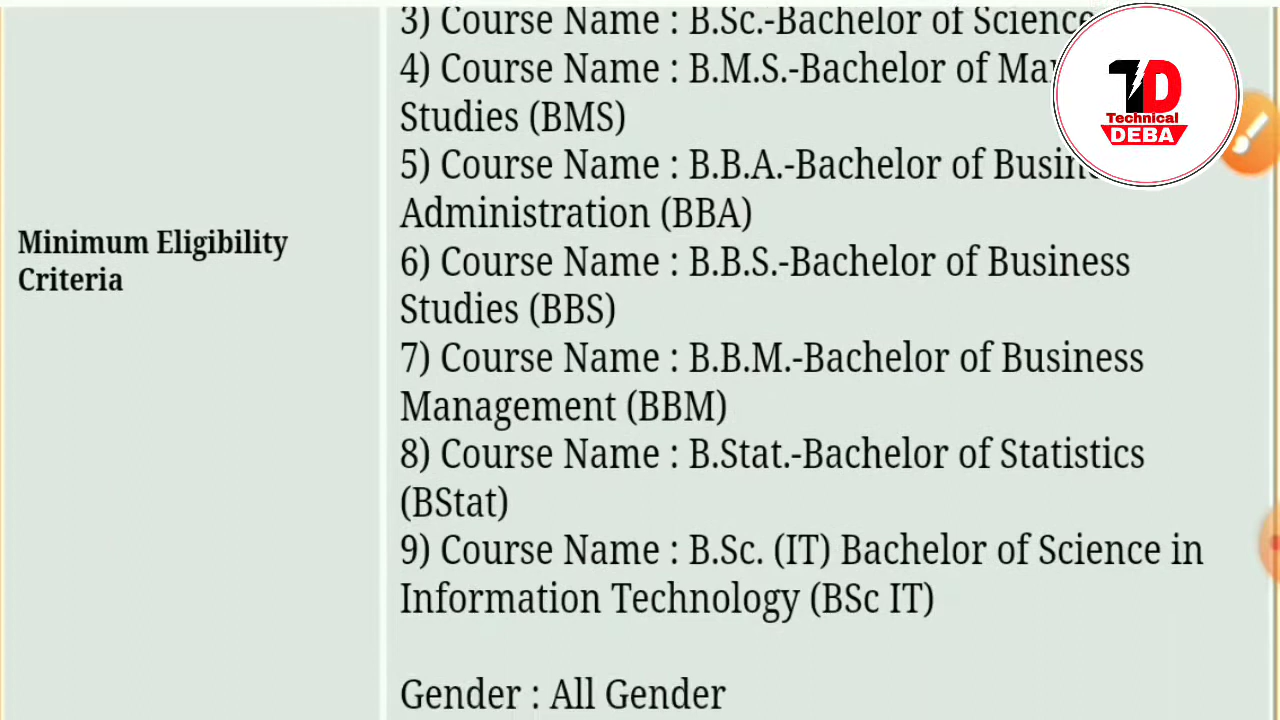 3) Course Name : B.Sc.-Bachelor of Science
4) Course Name : B.M.S.-Bachelor of
Studies (BMS)
5) Course Name : B.B.A.-Bachelor of
Administration (BBA)
Minimum Eligibility
Criteria
6) Course Name : B.B.S.-Bachelor of Business
Studies (BBS)
7) Course Name : B.B.M.-Bachelor of Business
Management (BBM)
8) Course Name : B.Stat.-Bachelor of Statistics
(BStat)
9) Course Name : B.Sc. (IT) Bachelor of Science in
Information Technology (BSc IT)
Gender : All Gender
TD
Technical
DEBA